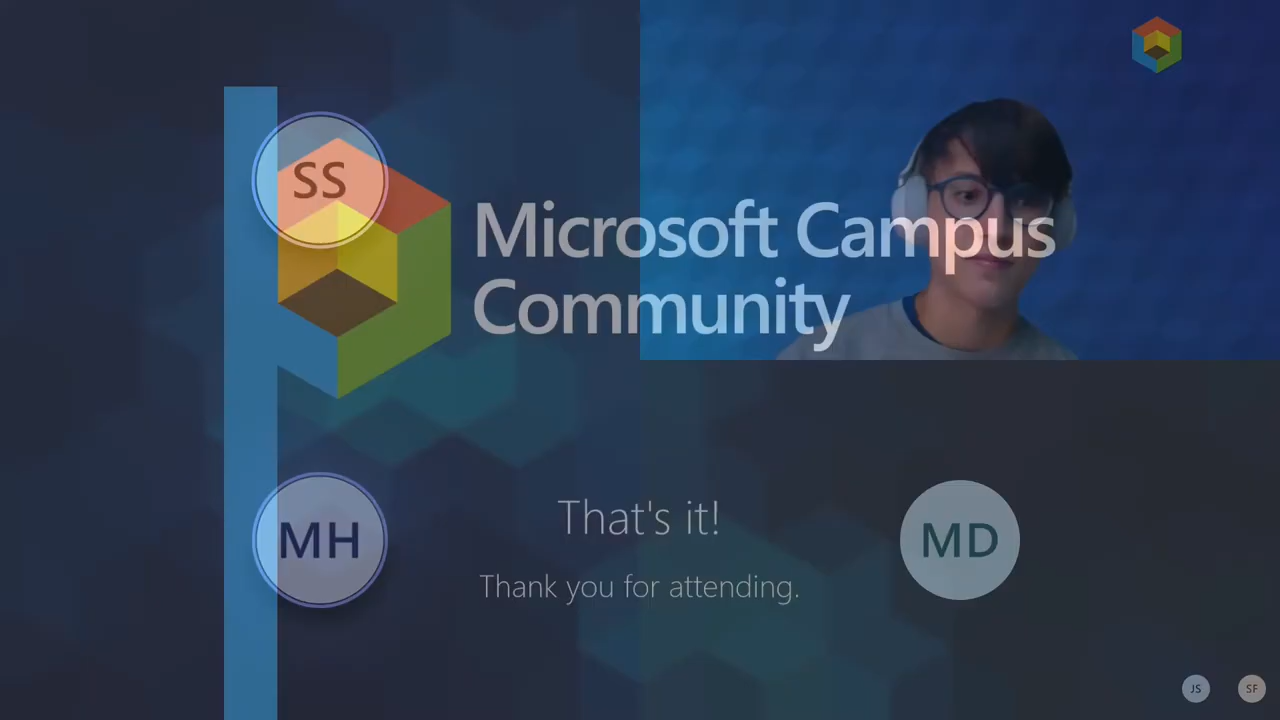 SS
Microsoft Campus
Community
MH
That's it!
MD
Thank you for attending.
JS
SF